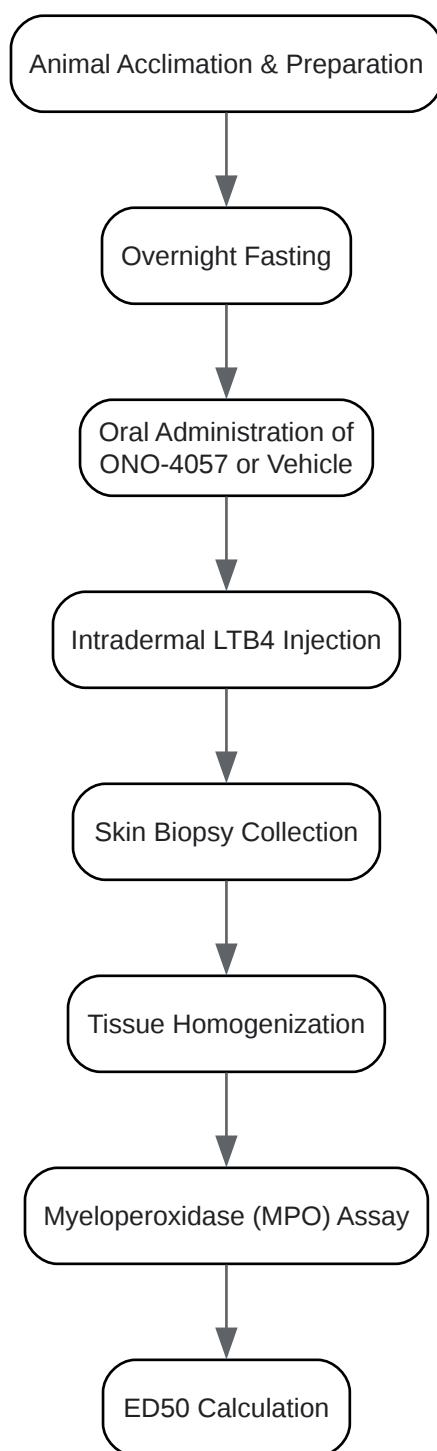 Animal Acclimation & Preparation
Overnight Fasting
Oral Administration of
ONO-4057 or Vehicle
Intradermal LTB4 Injection
Skin Biopsy Collection
Tissue Homogenization
Myeloperoxidase (MPO) Assay
ED50 Calculation